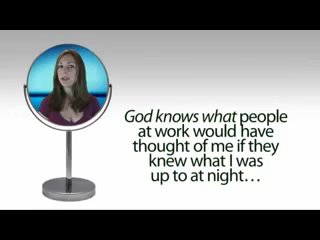 God knows what people
at work would have
thought of me if they
knew what I was
up to at night…